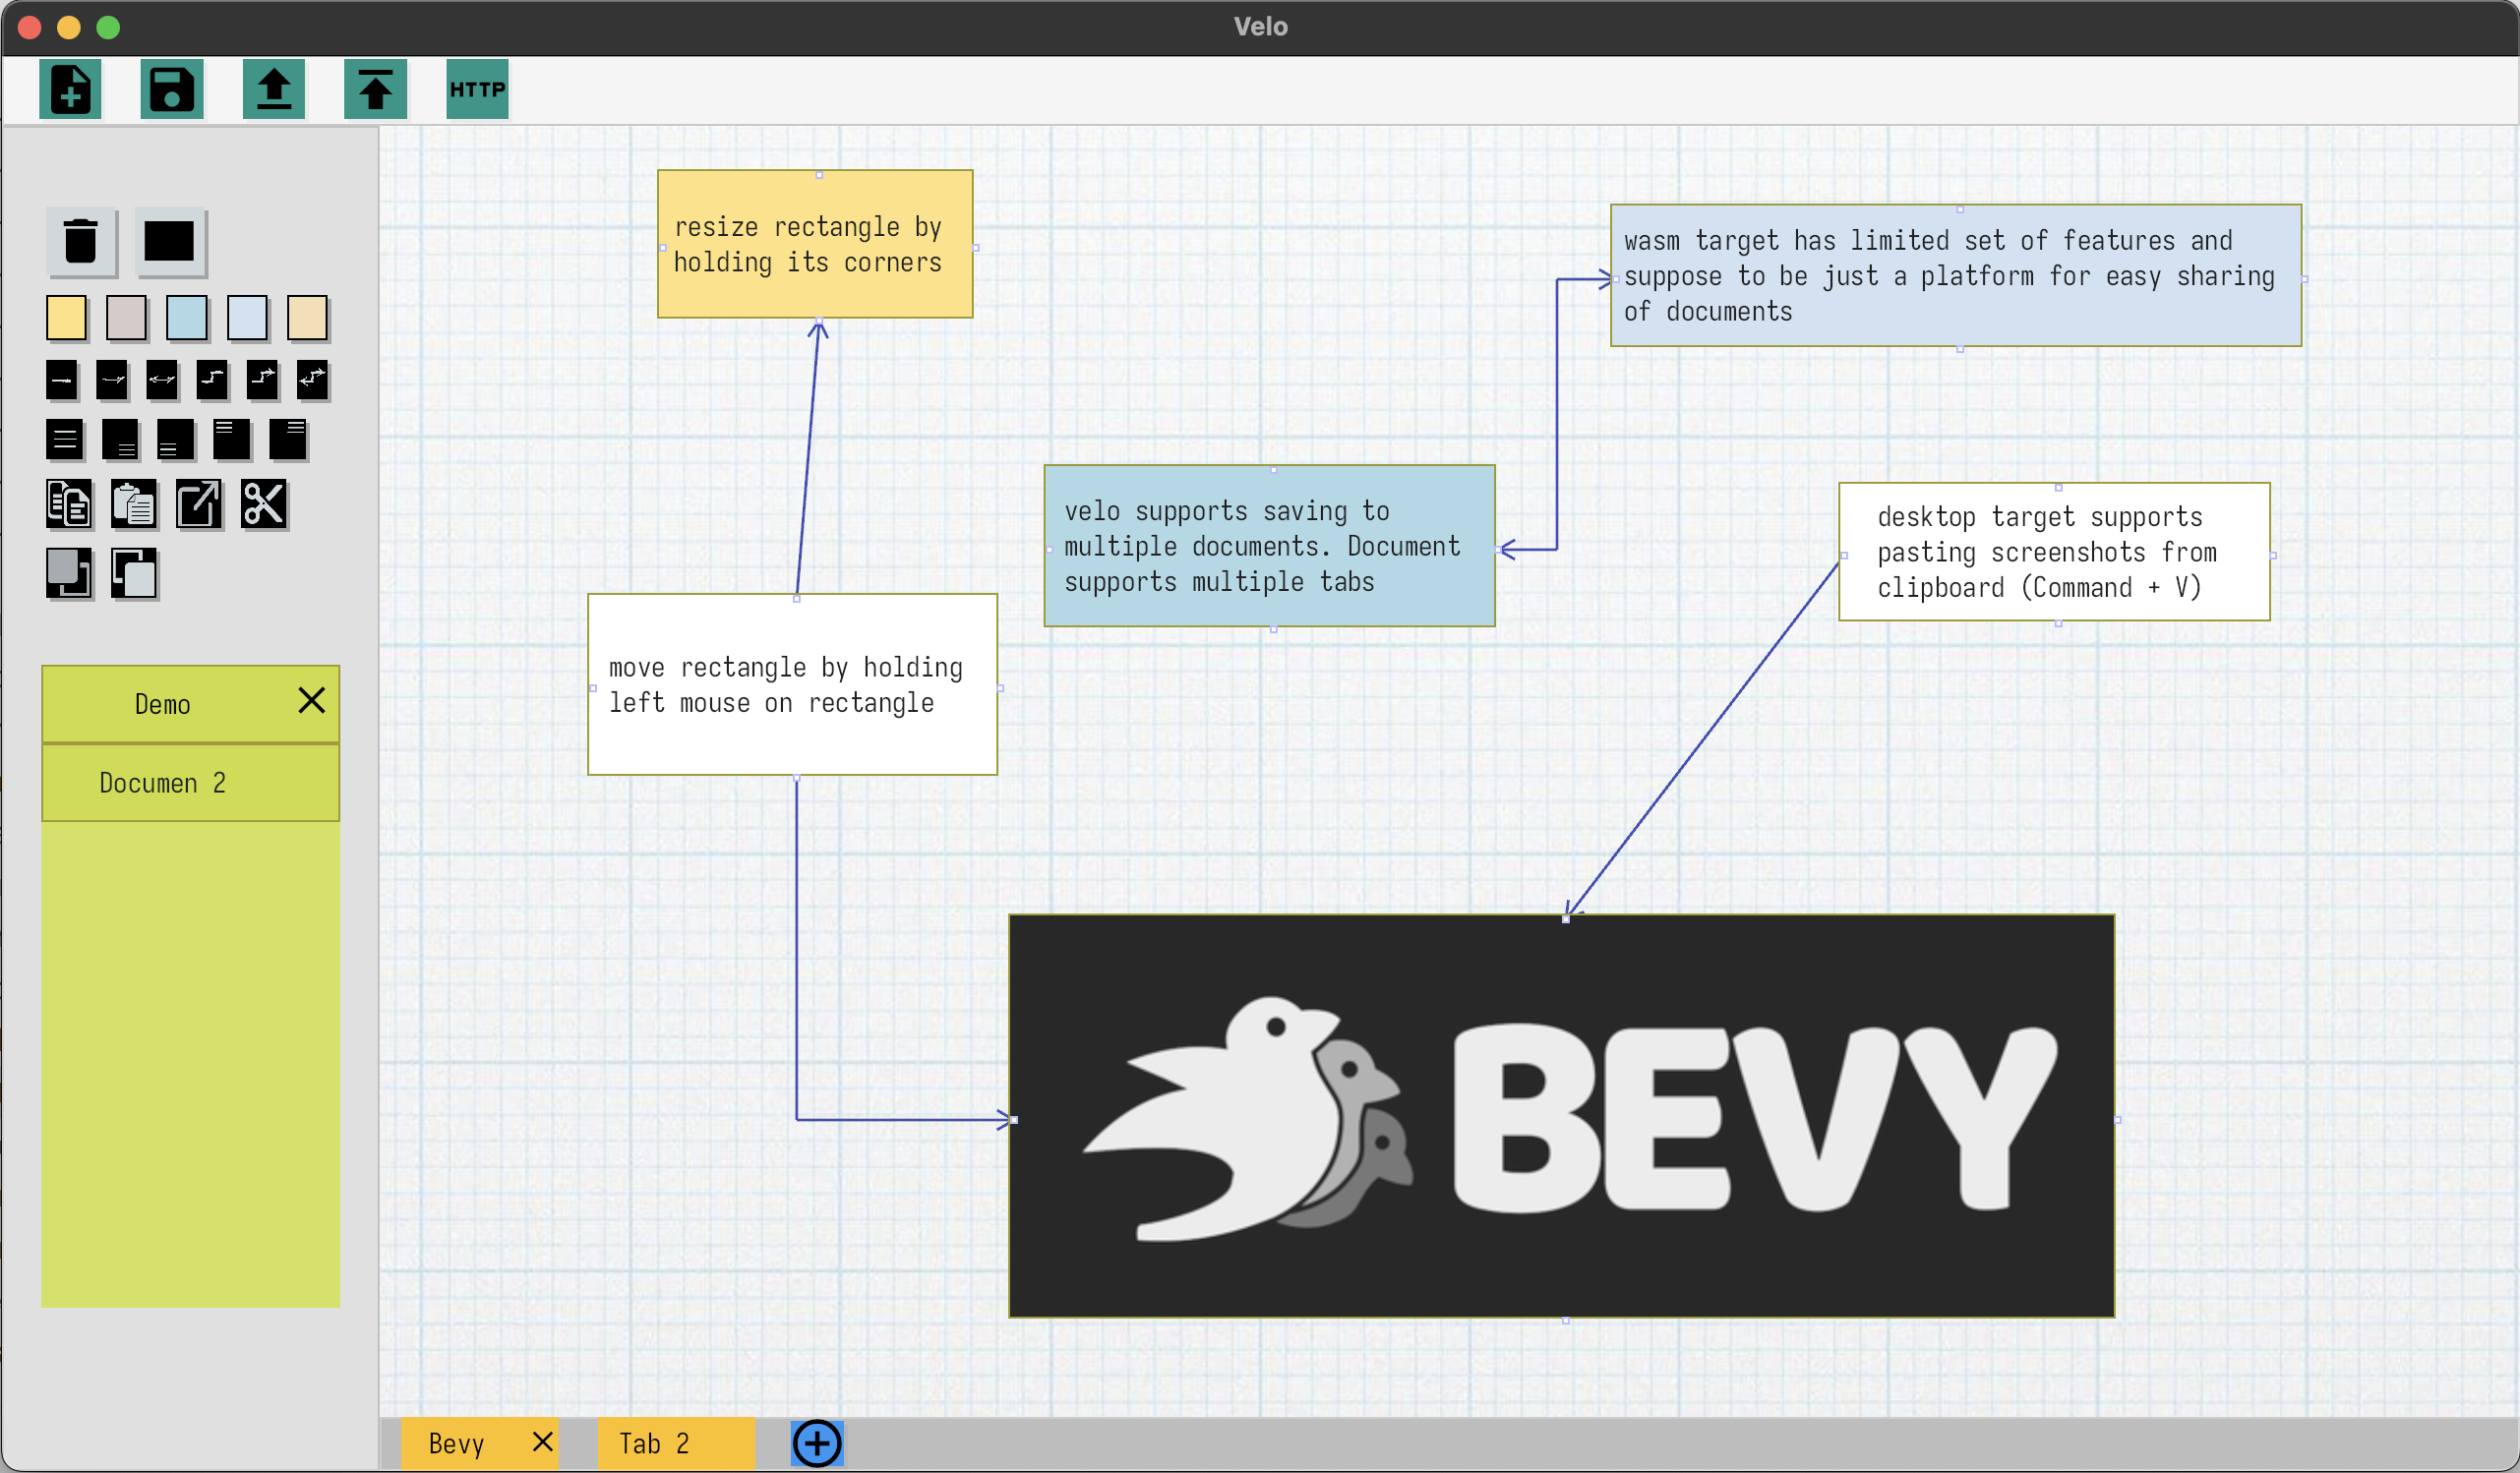 Velo
HTTP
resize rectangle by
holding its corners
wasm target has limited set of features and
suppose to be just a platform for easy sharing
of documents
velo supports saving to
multiple documents. Document
supports multiple tabs
desktop target supports
pasting screenshots from
clipboard (Command + V)
move rectangle by holding
left mouse on rectangle
Demo
Documen 2
BEVY
Bevy
Tab 2